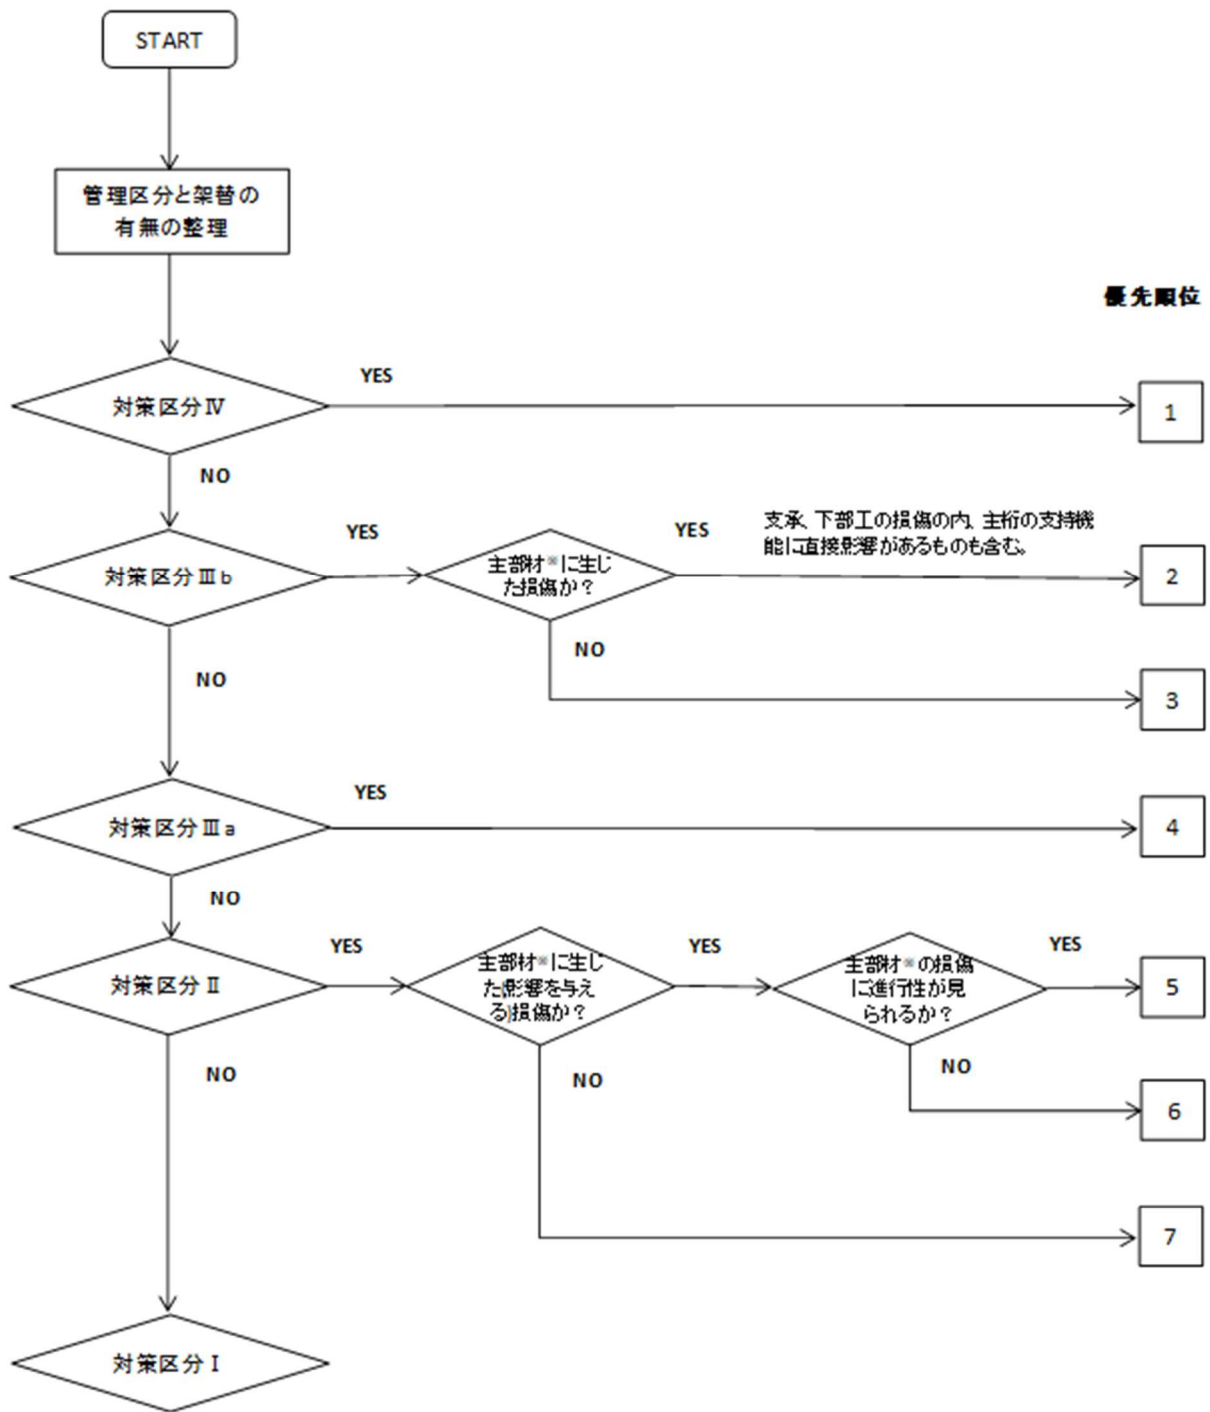 START
管理区分と架替の
有無の整理
優先順位
YES
対策区分Ⅳ
1
NO
YES
YES
支承、下部工の損傷の内、主桁の支持機
能に直接影響があるものも含む。
対策区分Ⅲb
主部材※に生じ
た損傷か?
2
NO
NO
3
YES
対策区分Ⅲa
4
NO
YES
YES
YES
対策区分Ⅱ
主部材※に生じ
た(影響を与え
る)損傷か?
主部材※の損傷
に進行性が見
られるか?
5
NO
NO
NO
6
7
対策区分Ⅰ